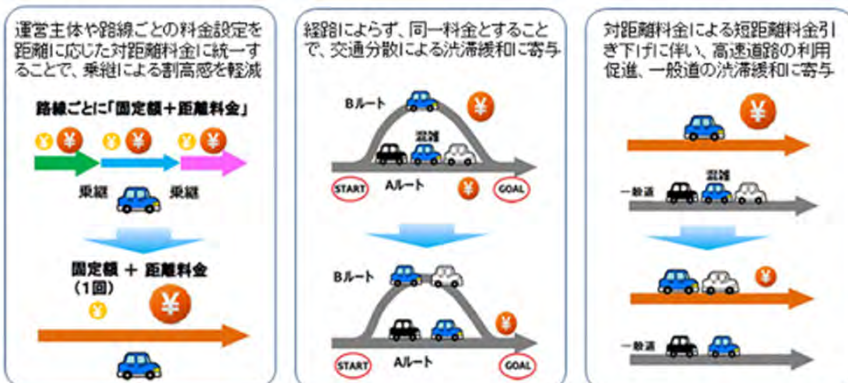 運営主体や路線ごとの料金設定を
距離に応じた対距離料金に統一す
ることで、乗継による割高感を軽減
路線ごとに「固定額＋距離料金」
¥ ¥ ¥ ¥ ¥ ¥
乗継 乗継
固定額 ＋ 距離料金
(1回)
¥ ¥
経路によらず、同一料金とすること
で、交通分散による渋滞緩和に寄与
Bルート
¥
混雑
START
Aルート
¥
GOAL
Bルート
¥
START
Aルート
GOAL
対距離料金による短距離料金引
き下げに伴い、高速道路の利用
促進、一般道の渋滞緩和に寄与
¥
混雑
一般道
¥
一般道